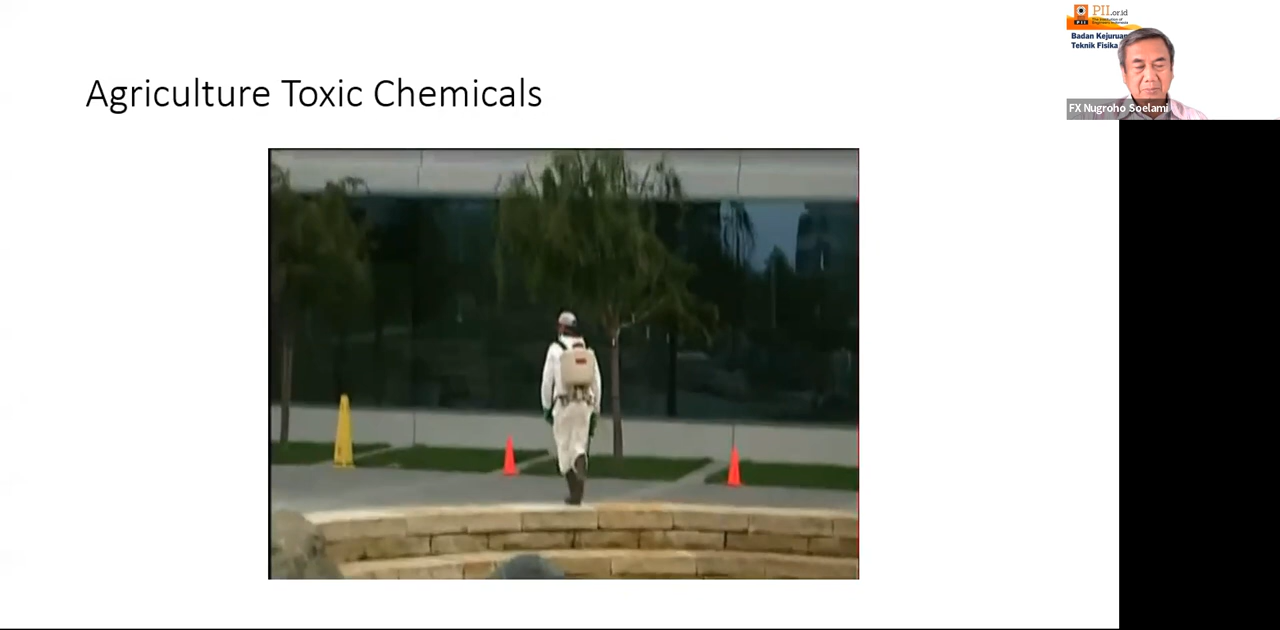 Agriculture Toxic Chemicals
PII.or.id
Badan Kejuruan
Teknik Fisika
FX Nugroho Soelami